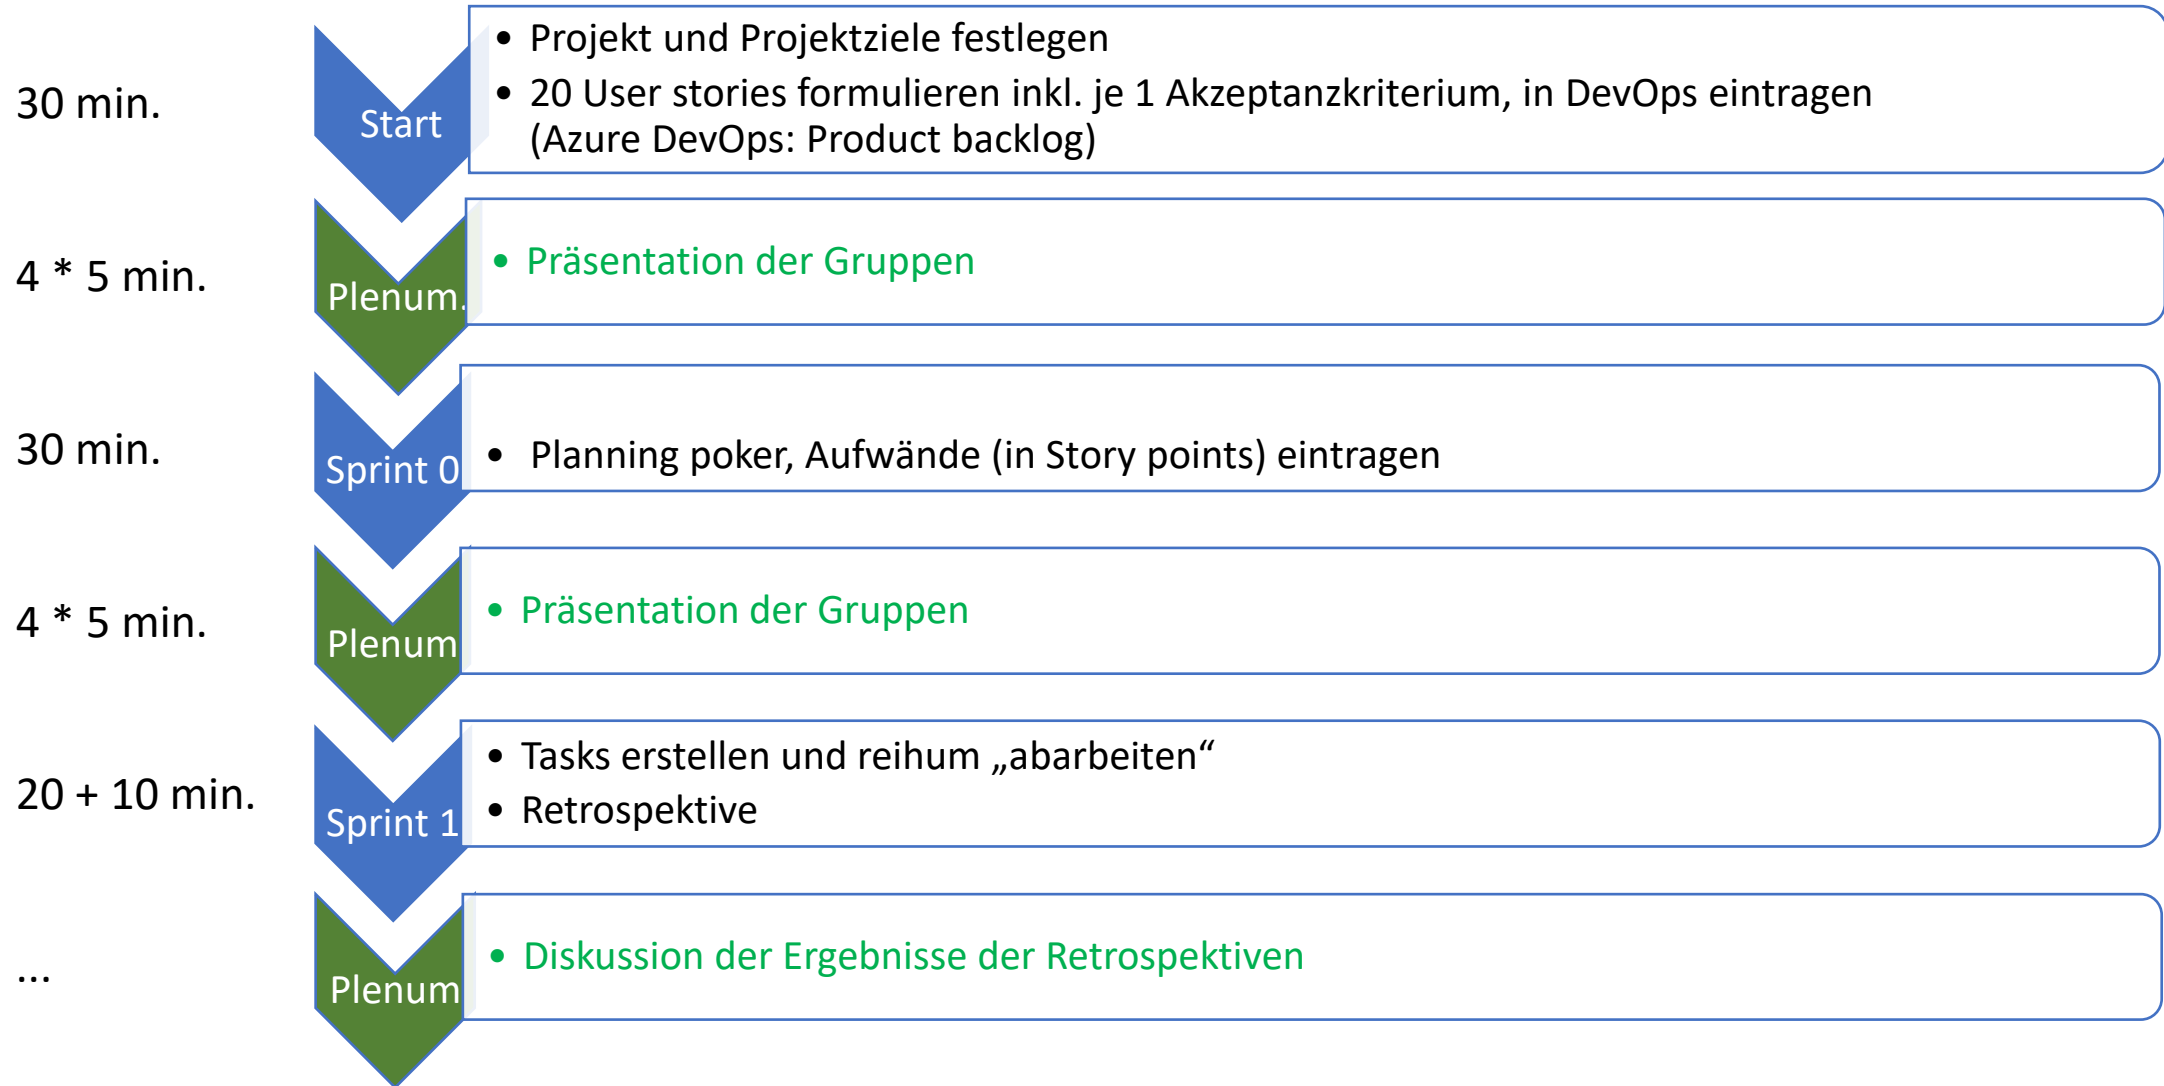 30 min.
Start
• Projekt und Projektziele festlegen
• 20 User stories formulieren inkl. je 1 Akzeptanzkriterium, in DevOps eintragen
(Azure DevOps: Product backlog)
4 * 5 min.
Plenum.
• Präsentation der Gruppen
30 min.
Sprint 0
• Planning poker, Aufwände (in Story points) eintragen
4 * 5 min.
Plenum
• Präsentation der Gruppen
20 + 10 min.
Sprint 1
• Tasks erstellen und reihum „abarbeiten“
• Retrospektive
...
Plenum
• Diskussion der Ergebnisse der Retrospektiven